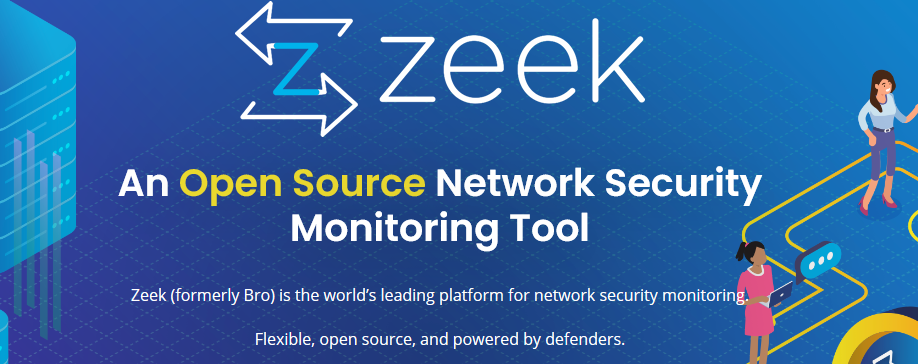 zeek
An Open Source Network Security
Monitoring Tool
Zeek (formerly Bro) is the world’s leading platform for network security monitoring.
Flexible, open source, and powered by defenders.